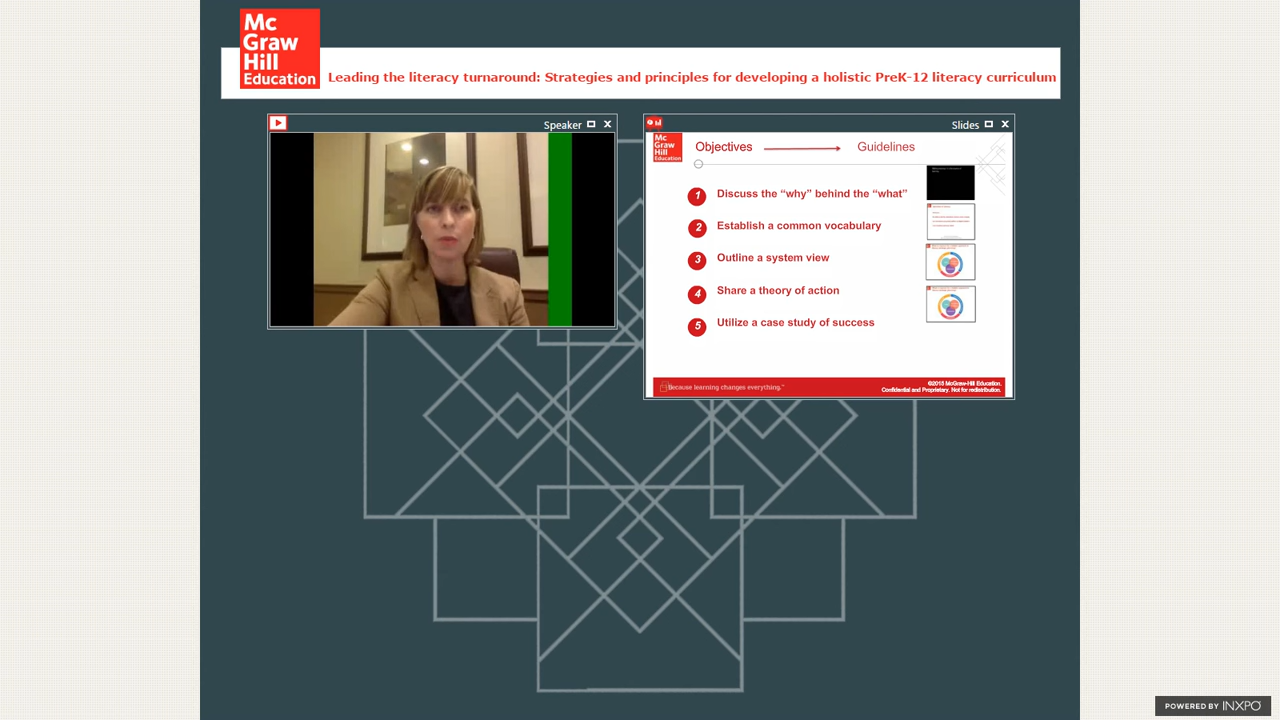 Mc
Graw
Hill
Education
Leading the literacy turnaround: Strategies and principles for developing a holistic PreK-12 literacy curriculum
Speaker
Slides
Mc
Graw
Hill
Education
Objectives
Guidelines
1 Discuss the “why” behind the “what”
2 Establish a common vocabulary
3 Outline a system view
4 Share a theory of action
5 Utilize a case study of success
Because learning changes everything.™
©2015 McGraw-Hill Education.
Confidential and Proprietary. Not for redistribution.
POWERED BY INXPO